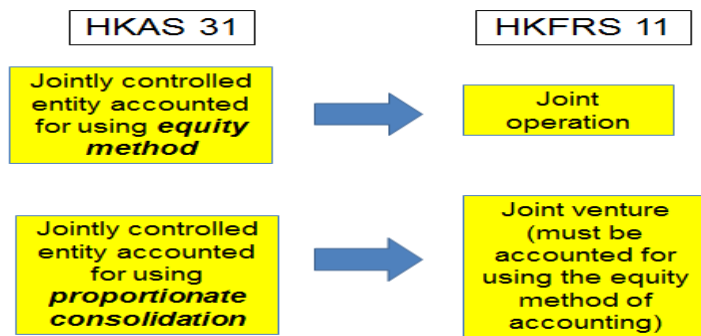 HKAS 31
HKFRS 11
Jointly controlled
entity accounted
for using equity
method
Joint
operation
Jointly controlled
entity accounted
for using
proportionate
consolidation
Joint venture
(must be
accounted for
using the equity
method of
accounting)